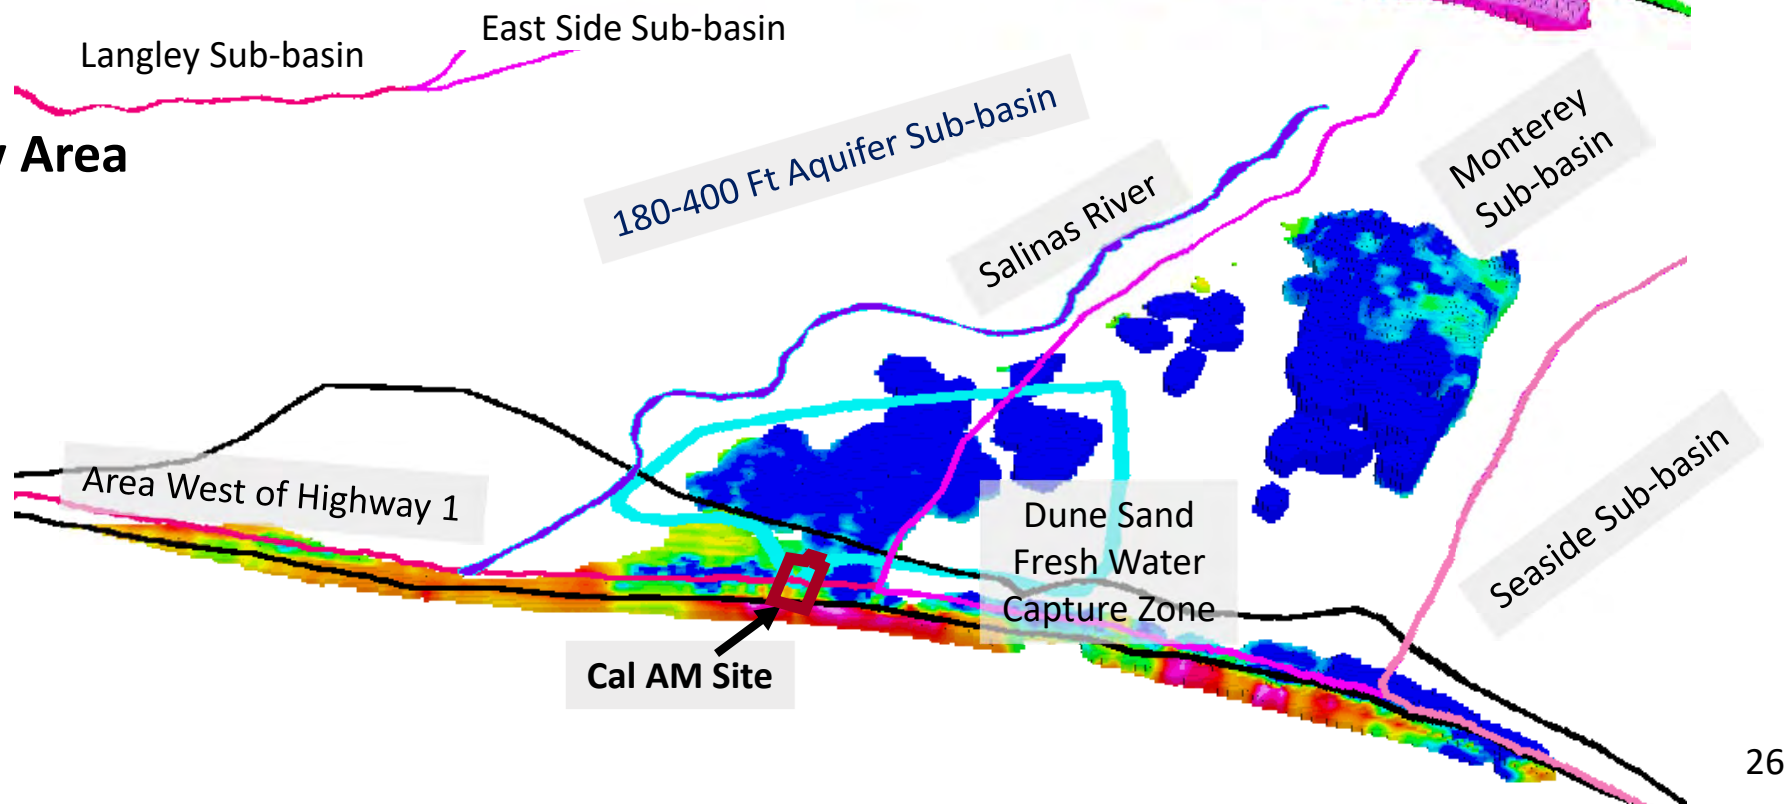 East Side Sub-basin
Langley Sub-basin
Area
180-400 Ft Aquifer Sub-basin
Monterey
Sub-basin
Salinas River
Area West of Highway 1
Dune Sand
Fresh Water
Capture Zone
Seaside Sub-basin
Cal AM Site
26